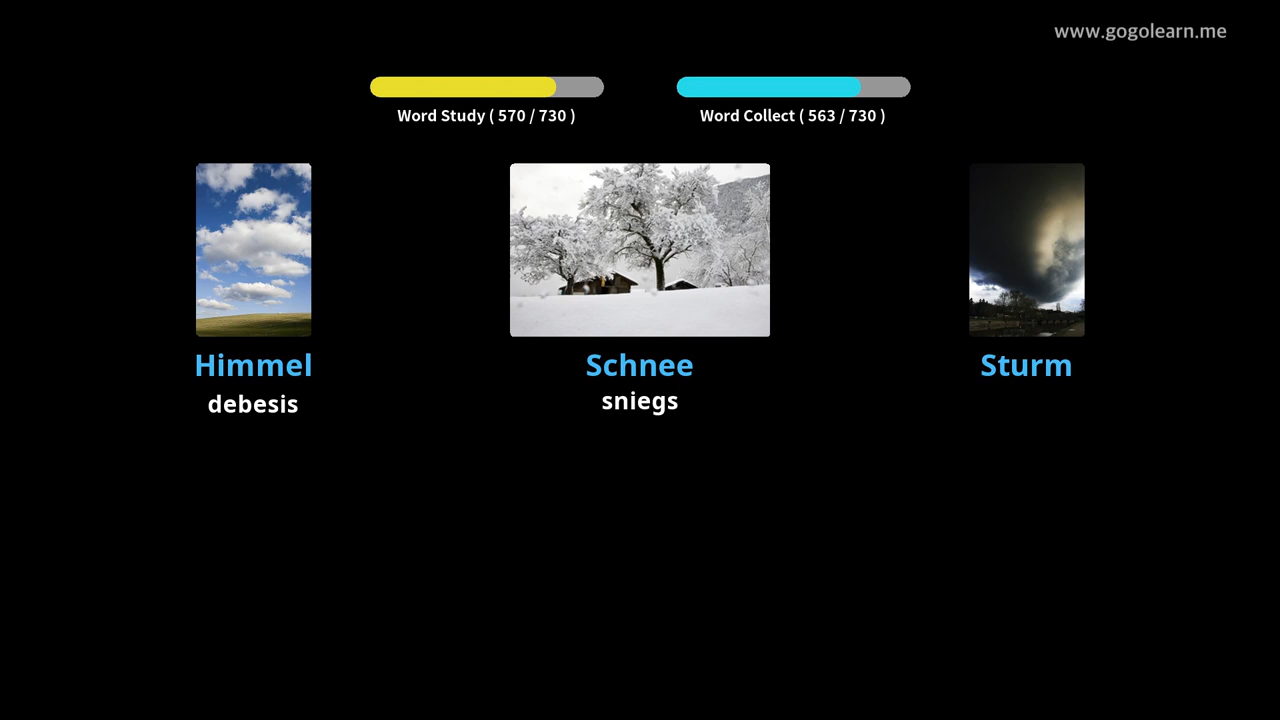 www.gogolearn.me
Word Study ( 570 / 730 )
Word Collect ( 563 / 730 )
Himmel
debesis
Schnee
sniegs
Sturm